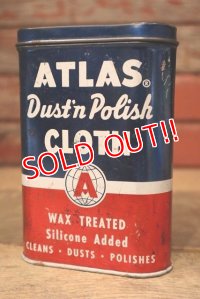 ATLAS®
Dust'n Polish
CLOTH
SOLD OUT!!
A
WAX TREATED
Silicone Added
CLEANS · DUSTS · POLISHES